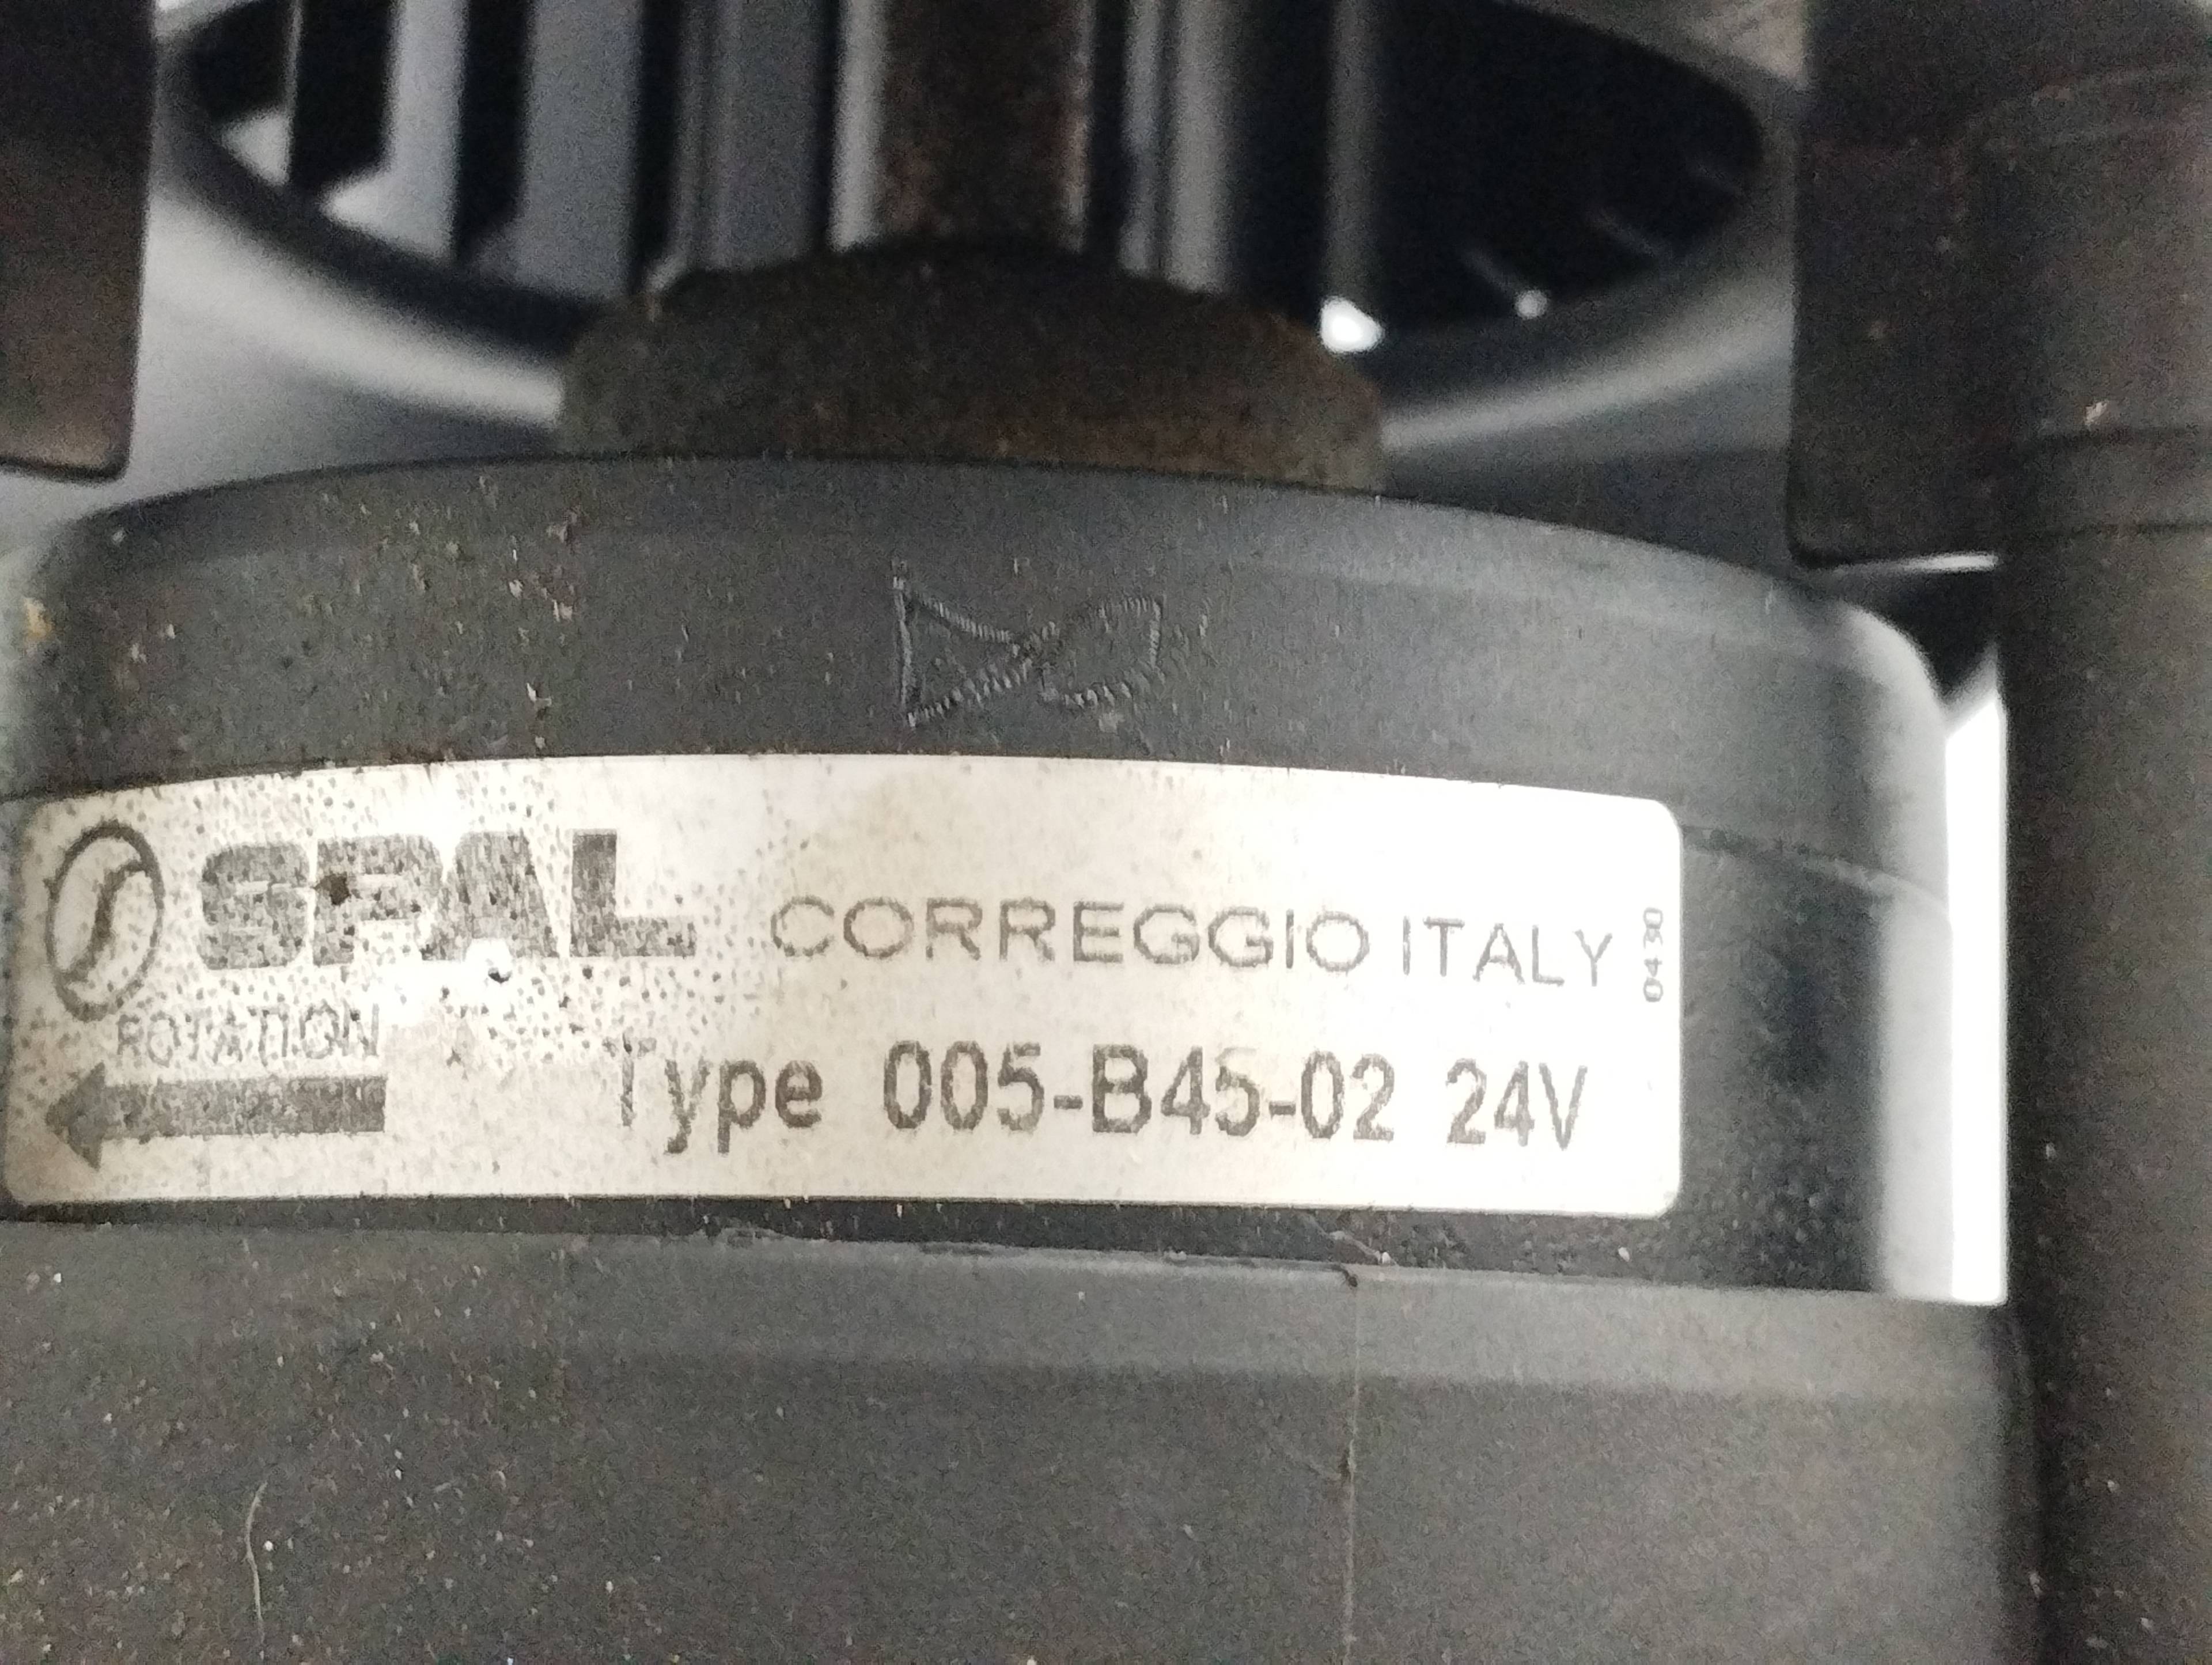 SPAL CORREGGIO ITALY 0430
ROTATION
Type 005-B45-02 24V